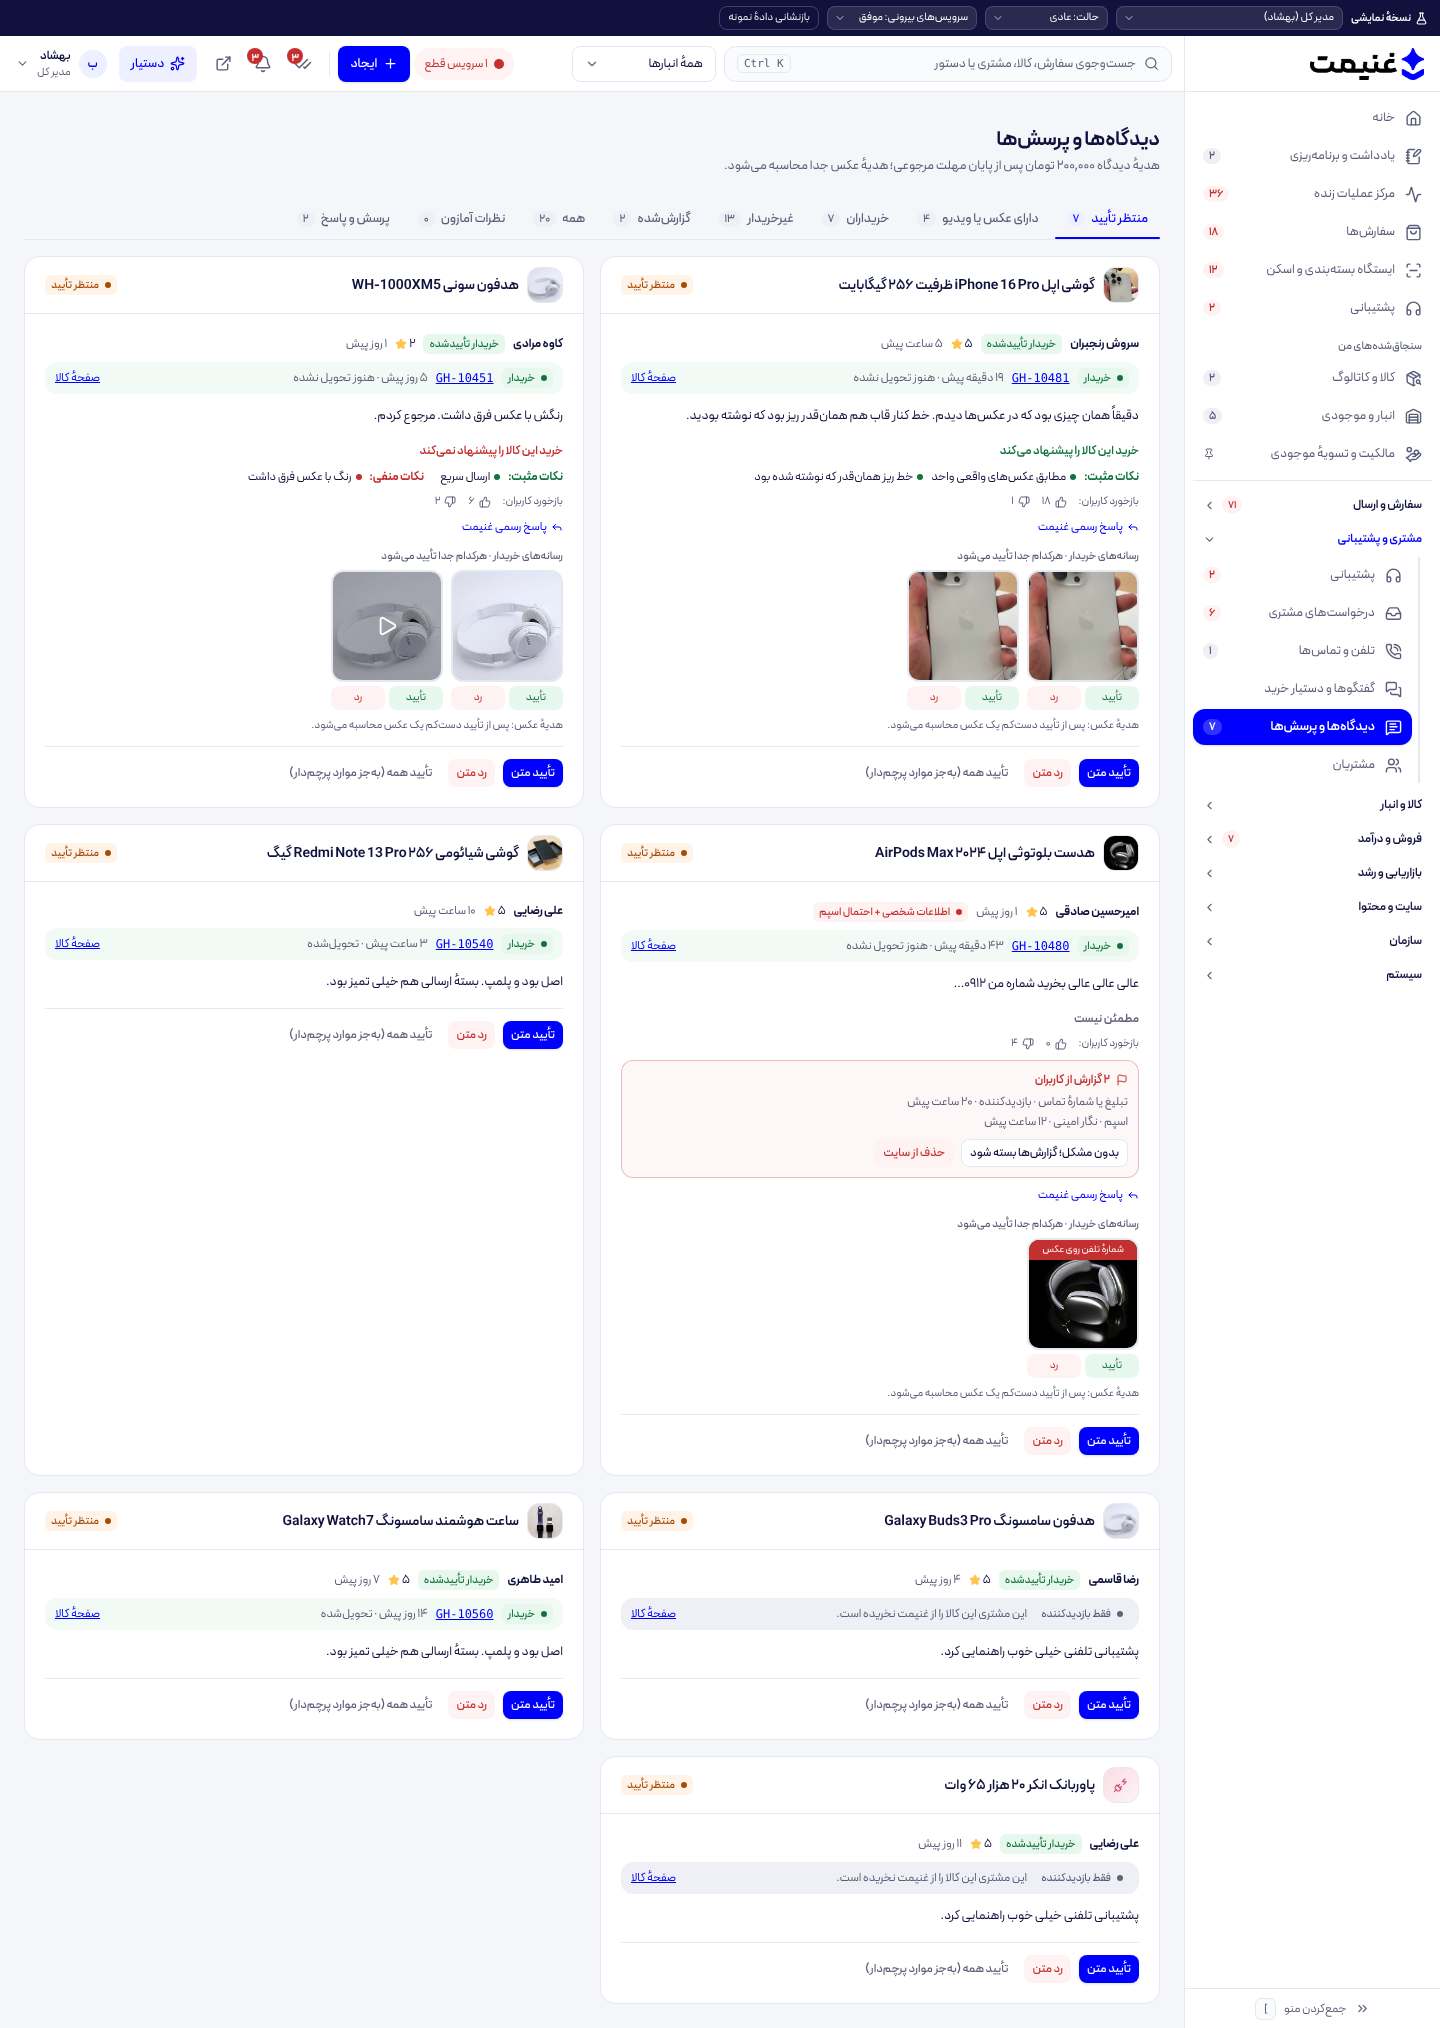 نسخهٔ نمایشی
مدیر کل (بهشاد)
حالت: عادی
سرویس‌های بیرونی: موفق
بازنشانی دادهٔ نمونه
غنیمت
جست‌وجوی سفارش، کالا، مشتری یا دستور
Ctrl K
همهٔ انبارها
۱ سرویس قطع
ایجاد
۳
۳
دستیار
ب
بهشاد
مدیر کل
خانه
یادداشت و برنامه‌ریزی ۲
مرکز عملیات زنده ۳۶
سفارش‌ها ۱۸
ایستگاه بسته‌بندی و اسکن ۱۲
پشتیبانی ۲
سنجاق‌شده‌های من
کالا و کاتالوگ ۲
انبار و موجودی ۵
مالکیت و تسویهٔ موجودی
سفارش و ارسال ۷۱
مشتری و پشتیبانی
پشتیبانی ۲
درخواست‌های مشتری ۶
تلفن و تماس‌ها ۱
گفتگوها و دستیار خرید
دیدگاه‌ها و پرسش‌ها ۷
مشتریان
کالا و انبار
فروش و درآمد ۷
بازاریابی و رشد
سایت و محتوا
سازمان
سیستم
جمع‌کردن منو [
دیدگاه‌ها و پرسش‌ها
هدیهٔ دیدگاه ۲۰۰,۰۰۰ تومان پس از پایان مهلت مرجوعی؛ هدیهٔ عکس جدا محاسبه می‌شود.
منتظر تأیید ۷
دارای عکس یا ویدیو ۴
خریداران ۷
غیرخریدار ۱۳
گزارش‌شده ۲
همه ۲۰
نظرات آمازون ۰
پرسش و پاسخ ۲
گوشی اپل iPhone 16 Pro ظرفیت ۲۵۶ گیگابایت
منتظر تأیید
سروش رنجبران خریدار تأییدشده ۵ ۵ ساعت پیش
خریدار GH-10481 ۱۹ دقیقه پیش · هنوز تحویل نشده صفحهٔ کالا
دقیقاً همان چیزی بود که در عکس‌ها دیدم. خط کنار قاب هم همان‌قدر ریز بود که نوشته بودید.
خرید این کالا را پیشنهاد می‌کند
نکات مثبت: مطابق عکس‌های واقعی واحد خط ریز همان‌قدر که نوشته شده بود
بازخورد کاربران: ۱۸ ۱
پاسخ رسمی غنیمت
رسانه‌های خریدار · هرکدام جدا تأیید می‌شود
تأیید رد تأیید رد
هدیهٔ عکس: پس از تأیید دست‌کم یک عکس محاسبه می‌شود.
تأیید متن رد متن تأیید همه (به‌جز موارد پرچم‌دار)
هدفون سونی WH-1000XM5
منتظر تأیید
کاوه مرادی خریدار تأییدشده ۲ ۱ روز پیش
خریدار GH-10451 ۵ روز پیش · هنوز تحویل نشده صفحهٔ کالا
رنگش با عکس فرق داشت. مرجوع کردم.
خرید این کالا را پیشنهاد نمی‌کند
نکات مثبت: ارسال سریع نکات منفی: رنگ با عکس فرق داشت
بازخورد کاربران: ۶ ۲
پاسخ رسمی غنیمت
رسانه‌های خریدار · هرکدام جدا تأیید می‌شود
تأیید رد تأیید رد
هدیهٔ عکس: پس از تأیید دست‌کم یک عکس محاسبه می‌شود.
تأیید متن رد متن تأیید همه (به‌جز موارد پرچم‌دار)
هدست بلوتوثی اپل AirPods Max ۲۰۲۴
منتظر تأیید
امیرحسین صادقی ۵ ۱ روز پیش اطلاعات شخصی + احتمال اسپم
خریدار GH-10480 ۴۳ دقیقه پیش · هنوز تحویل نشده صفحهٔ کالا
عالی عالی عالی بخرید شماره من ۰۹۱۲...
مطمئن نیست
بازخورد کاربران: ۰ ۴
۲ گزارش از کاربران
تبلیغ یا شمارهٔ تماس · بازدیدکننده · ۲۰ ساعت پیش
اسپم · نگار امینی · ۱۲ ساعت پیش
بدون مشکل؛ گزارش‌ها بسته شود حذف از سایت
پاسخ رسمی غنیمت
رسانه‌های خریدار · هرکدام جدا تأیید می‌شود
شمارهٔ تلفن روی عکس
تأیید رد
هدیهٔ عکس: پس از تأیید دست‌کم یک عکس محاسبه می‌شود.
تأیید متن رد متن تأیید همه (به‌جز موارد پرچم‌دار)
گوشی شیائومی Redmi Note 13 Pro ۲۵۶ گیگ
منتظر تأیید
علی رضایی ۵ ۱۰ ساعت پیش
خریدار GH-10540 ۳ ساعت پیش · تحویل‌شده صفحهٔ کالا
اصل بود و پلمپ. بستهٔ ارسالی هم خیلی تمیز بود.
تأیید متن رد متن تأیید همه (به‌جز موارد پرچم‌دار)
هدفون سامسونگ Galaxy Buds3 Pro
منتظر تأیید
رضا قاسمی خریدار تأییدشده ۵ ۴ روز پیش
فقط بازدیدکننده این مشتری این کالا را از غنیمت نخریده است. صفحهٔ کالا
پشتیبانی تلفنی خیلی خوب راهنمایی کرد.
تأیید متن رد متن تأیید همه (به‌جز موارد پرچم‌دار)
ساعت هوشمند سامسونگ Galaxy Watch7
منتظر تأیید
امید طاهری خریدار تأییدشده ۵ ۷ روز پیش
خریدار GH-10560 ۱۴ روز پیش · تحویل‌شده صفحهٔ کالا
اصل بود و پلمپ. بستهٔ ارسالی هم خیلی تمیز بود.
تأیید متن رد متن تأیید همه (به‌جز موارد پرچم‌دار)
پاوربانک انکر ۲۰ هزار ۶۵ وات
منتظر تأیید
علی رضایی خریدار تأییدشده ۵ ۱۱ روز پیش
فقط بازدیدکننده این مشتری این کالا را از غنیمت نخریده است. صفحهٔ کالا
پشتیبانی تلفنی خیلی خوب راهنمایی کرد.
تأیید متن رد متن تأیید همه (به‌جز موارد پرچم‌دار)